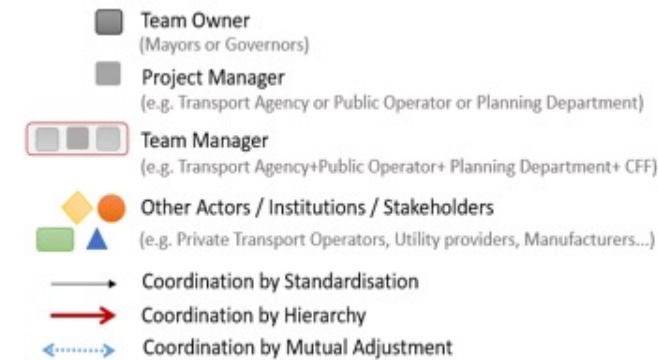 Team Owner
(Mayors or Governors)
Project Manager
(e.g. Transport Agency or Public Operator or Planning Department)
Team Manager
(e.g. Transport Agency+Public Operator+ Planning Department+ CFF)
Other Actors / Institutions / Stakeholders
(e.g. Private Transport Operators, Utility providers, Manufacturers...)
Coordination by Standardisation
Coordination by Hierarchy
Coordination by Mutual Adjustment